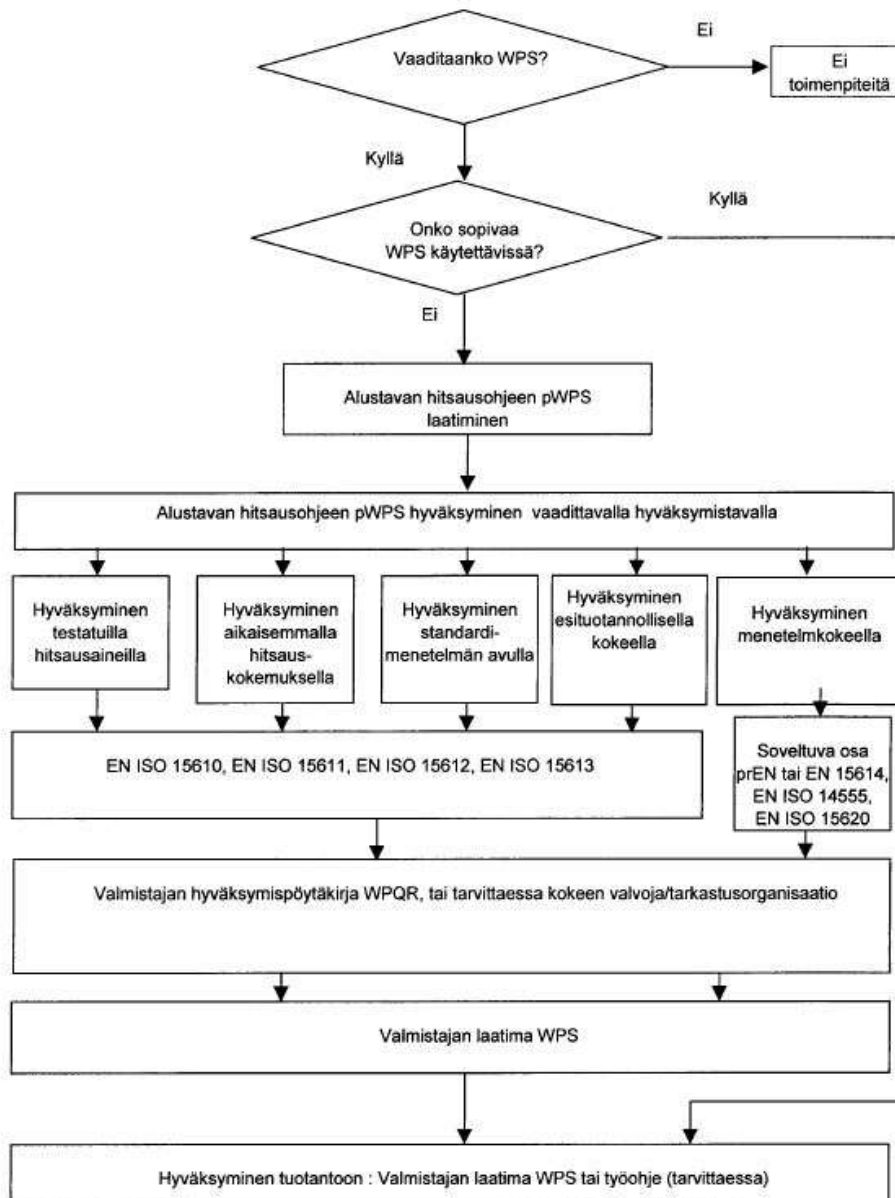 Vaaditaanko WPS?
Ei
Ei
toimenpiteitä
Kyllä
Onko sopivaa
WPS käytettävissä?
Kyllä
Ei
Alustavan hitsausohjeen pWPS
laatiminen
Alustavan hitsausohjeen pWPS hyväksyminen vaadittavalla hyväksymistavalla
Hyväksyminen
testatuilla
hitsausaineilla
Hyväksyminen
aikaisemmalla
hitsaus-
kokemuksella
Hyväksyminen
standardi-
menetelmän avulla
Hyväksyminen
esituotannollisella
kokeella
Hyväksyminen
menetelmkokeella
EN ISO 15610, EN ISO 15611, EN ISO 15612, EN ISO 15613
Soveltuva osa
prEN tai EN 15614,
EN ISO 14555,
EN ISO 15620
Valmistajan hyväksymispöytäkirja WPQR, tai tarvittaessa kokeen valvoja/tarkastusorganisaatio
Valmistajan laatima WPS
Hyväksyminen tuotantoon : Valmistajan laatima WPS tai työohje (tarvittaessa)